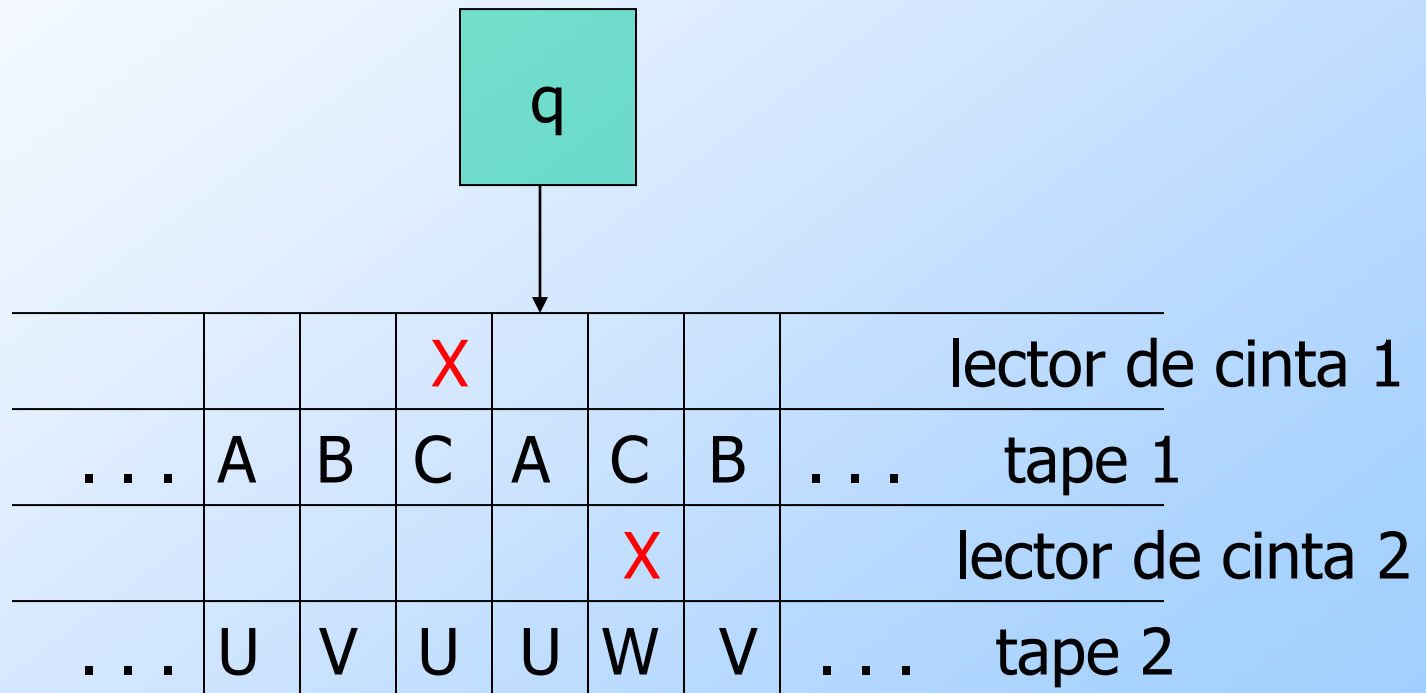 q
X lector de cinta 1
. . . A B C A C B . . . tape 1
X lector de cinta 2
. . . U V U U W V . . . tape 2